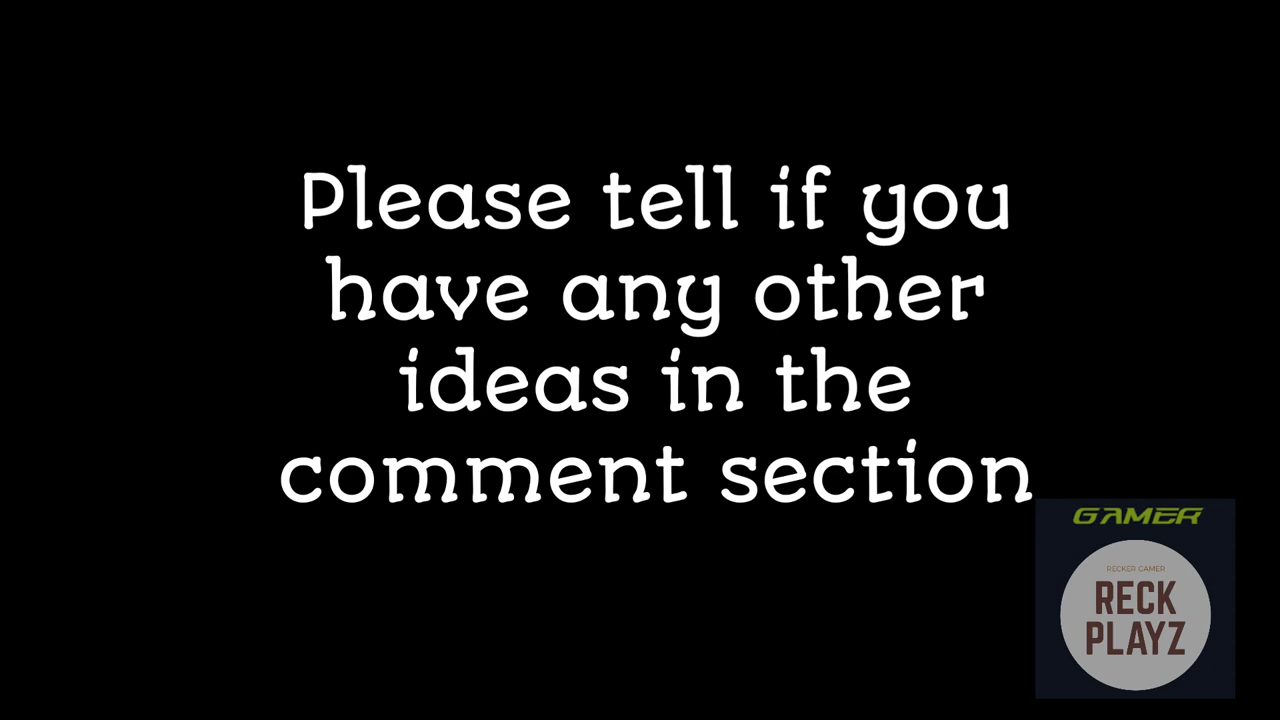 Please tell if you
have any other
ideas in the
comment section
GAMER
RECKER GAMER
RECK
PLAYZ